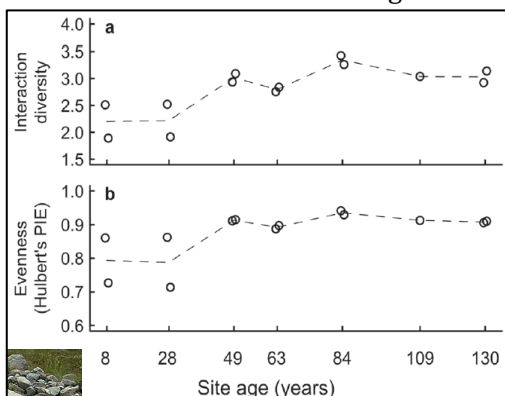 a
Interaction
diversity
4.0
3.5
3.0
2.5
2.0
1.5
b
Evenness
(Hulbert's PIE)
1.0
0.9
0.8
0.7
0.6
8 28 49 63 84 109 130
Site age (years)